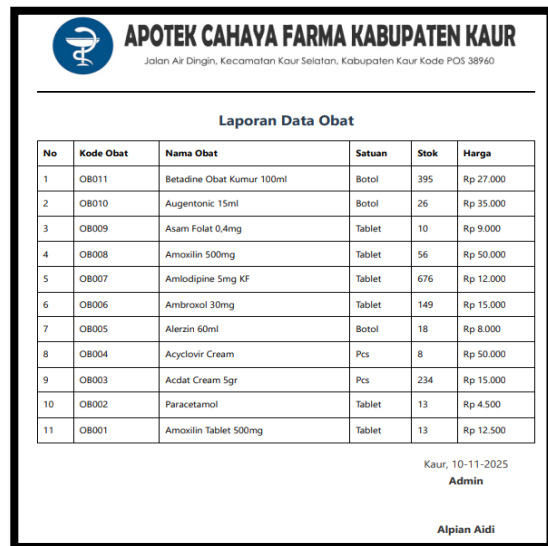 APOTEK CAHAYA FARMA KABUPATEN KAUR
Jalan Air Dingin, Kecamatan Kaur Selatan, Kabupaten Kaur Kode POS 38960
Laporan Data Obat
No Kode Obat Nama Obat Satuan Stok Harga
1 OB011 Betadine Obat Kumur 100ml Botol 395 Rp 27.000
2 OB010 Augentonic 15ml Botol 26 Rp 35.000
3 OB009 Asam Folat 0,4mg Tablet 10 Rp 9.000
4 OB008 Amoxilin 500mg Tablet 56 Rp 50.000
5 OB007 Amlodipine 5mg KF Tablet 676 Rp 12.000
6 OB006 Ambroxol 30mg Tablet 149 Rp 15.000
7 OB005 Alerzin 60ml Botol 18 Rp 8.000
8 OB004 Acyclovir Cream Pcs 8 Rp 50.000
9 OB003 Acdat Cream 5gr Pcs 234 Rp 15.000
10 OB002 Paracetamol Tablet 13 Rp 4.500
11 OB001 Amoxilin Tablet 500mg Tablet 13 Rp 12.500
Kaur, 10-11-2025
Admin
Alpian Aidi